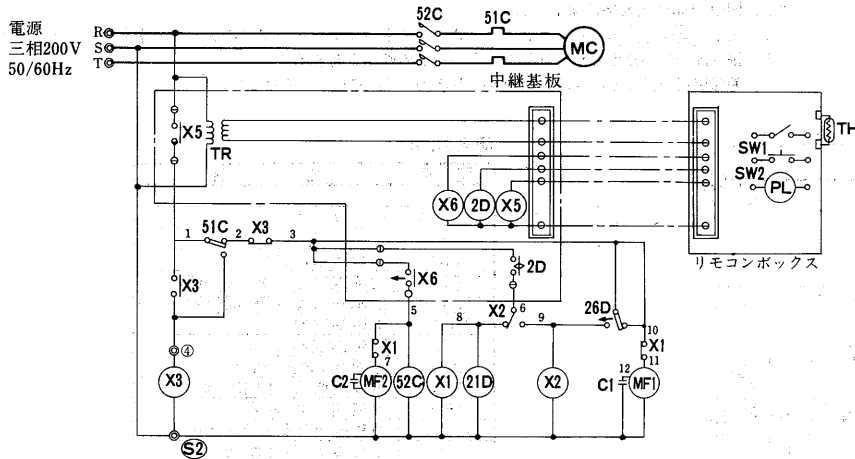 電源
三相200V
50/60Hz
R
S
T
52C
51C
MC
中継基板
X5
TR
X6
2D
X5
SW1
SW2
PL
TH
リモコンボックス
1
51C
2
X3
3
X3
X6
2D
5
X2
6
8
9
26D
10
④
X1
7
X1
11
X3
C2
MF2
52C
X1
21D
X2
C1
12
MF1
S2